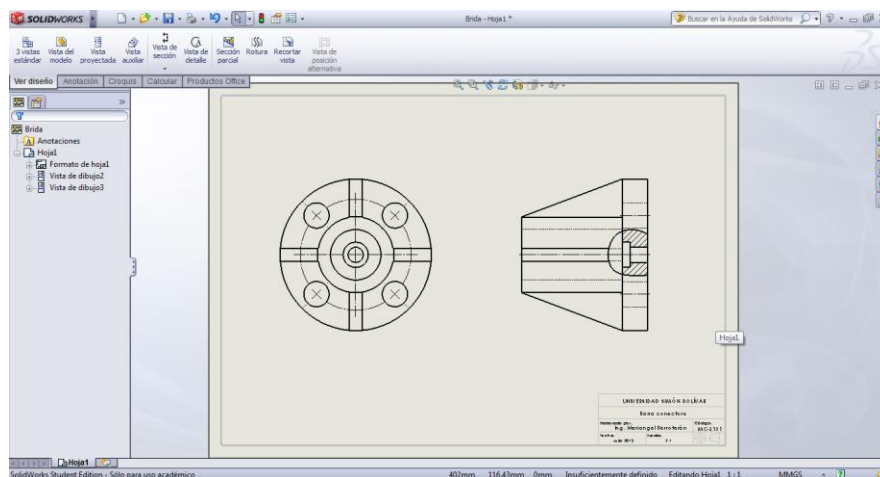 SOLIDWORKS
Brida - Hoja1 *
Buscar en la Ayuda de SolidWorks
3 vistas estándar
Vista del modelo
Vista proyectada
Vista auxiliar
Vista de sección
Vista de detalle
Sección parcial
Rotura
Recortar vista
Vista de posición alternativa
Ver diseño
Anotación
Croquis
Calcular
Productos Office
Brida
A Anotaciones
Hoja1
Formato de hoja1
Vista de dibujo2
Vista de dibujo3
Hoja1
UNIVERSIDAD SIMÓN BOLÍVAR
Ing. Mariangel Berroterán
Hoja1
SolidWorks Student Edition - Sólo para uso académico.
402mm 116.43mm 0mm Insuficientemente definido Editando Hoja1 1 : 1 MMGS